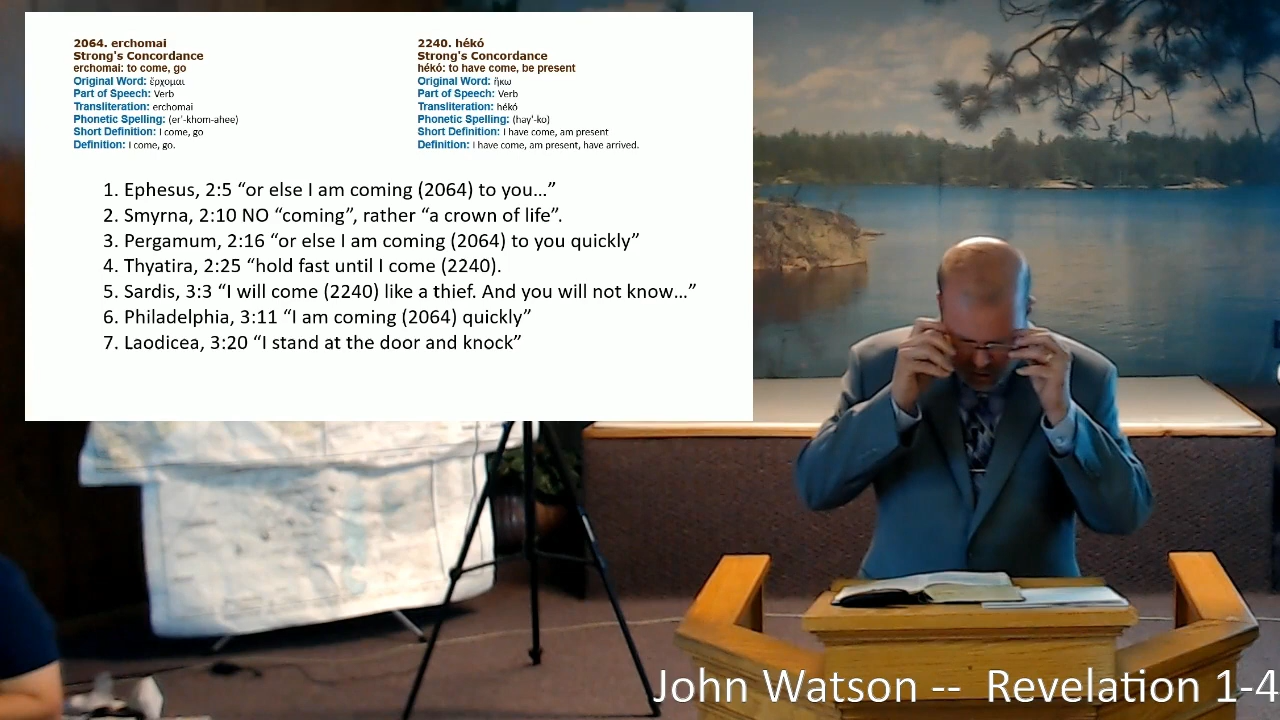 2064. erchomai
Strong's Concordance
erchomai: to come, go
Original Word: ἔρχομαι
Part of Speech: Verb
Transliteration: erchomai
Phonetic Spelling: (er'-khom-ahee)
Short Definition: I come, go
Definition: I come, go.
2240. hékó
Strong's Concordance
hékó: to have come, be present
Original Word: ἥκω
Part of Speech: Verb
Transliteration: hékó
Phonetic Spelling: (hay'-ko)
Short Definition: I have come, am present
Definition: I have come, am present, have arrived.
1. Ephesus, 2:5 “or else I am coming (2064) to you…”
2. Smyrna, 2:10 NO “coming”, rather “a crown of life”.
3. Pergamum, 2:16 “or else I am coming (2064) to you quickly”
4. Thyatira, 2:25 “hold fast until I come (2240).
5. Sardis, 3:3 “I will come (2240) like a thief. And you will not know…”
6. Philadelphia, 3:11 “I am coming (2064) quickly”
7. Laodicea, 3:20 “I stand at the door and knock”
John Watson -- Revelation 1-4